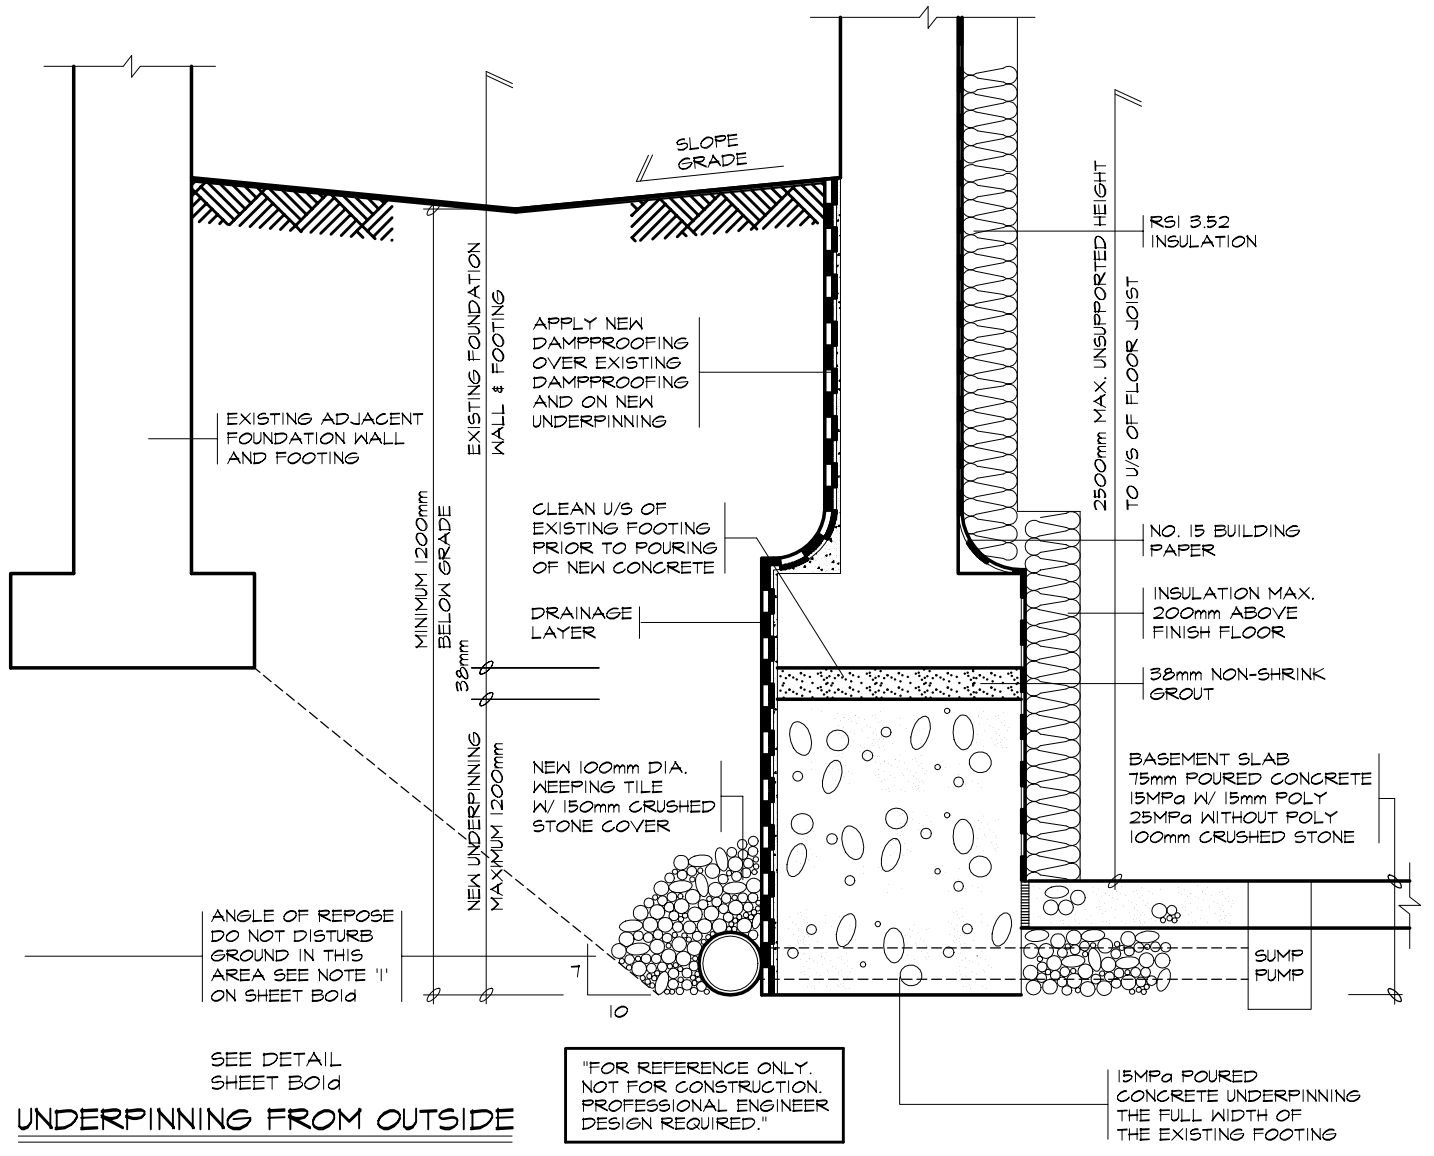 SLOPE
GRADE
RSI 3.52
INSULATION
2500mm MAX. UNSUPPORTED HEIGHT
TO U/S OF FLOOR JOIST
EXISTING FOUNDATION
WALL & FOOTING
APPLY NEW
DAMPPROOFING
OVER EXISTING
DAMPPROOFING
AND ON NEW
UNDERPINNING
EXISTING ADJACENT
FOUNDATION WALL
AND FOOTING
MINIMUM 1200mm
BELOW GRADE
CLEAN U/S OF
EXISTING FOOTING
PRIOR TO POURING
OF NEW CONCRETE
NO. 15 BUILDING
PAPER
DRAINAGE
LAYER
INSULATION MAX.
200mm ABOVE
FINISH FLOOR
38mm
38mm NON-SHRINK
GROUT
NEW UNDERPINNING
MAXIMUM 1200mm
NEW 100mm DIA.
WEEPING TILE
W/ 150mm CRUSHED
STONE COVER
BASEMENT SLAB
75mm POURED CONCRETE
15MPa W/ 15mm POLY
25MPa WITHOUT POLY
100mm CRUSHED STONE
ANGLE OF REPOSE
DO NOT DISTURB
GROUND IN THIS
AREA SEE NOTE '1'
ON SHEET B01d
7
10
SUMP
PUMP
SEE DETAIL
SHEET B01d
UNDERPINNING FROM OUTSIDE
"FOR REFERENCE ONLY.
NOT FOR CONSTRUCTION.
PROFESSIONAL ENGINEER
DESIGN REQUIRED."
15MPa POURED
CONCRETE UNDERPINNING
THE FULL WIDTH OF
THE EXISTING FOOTING